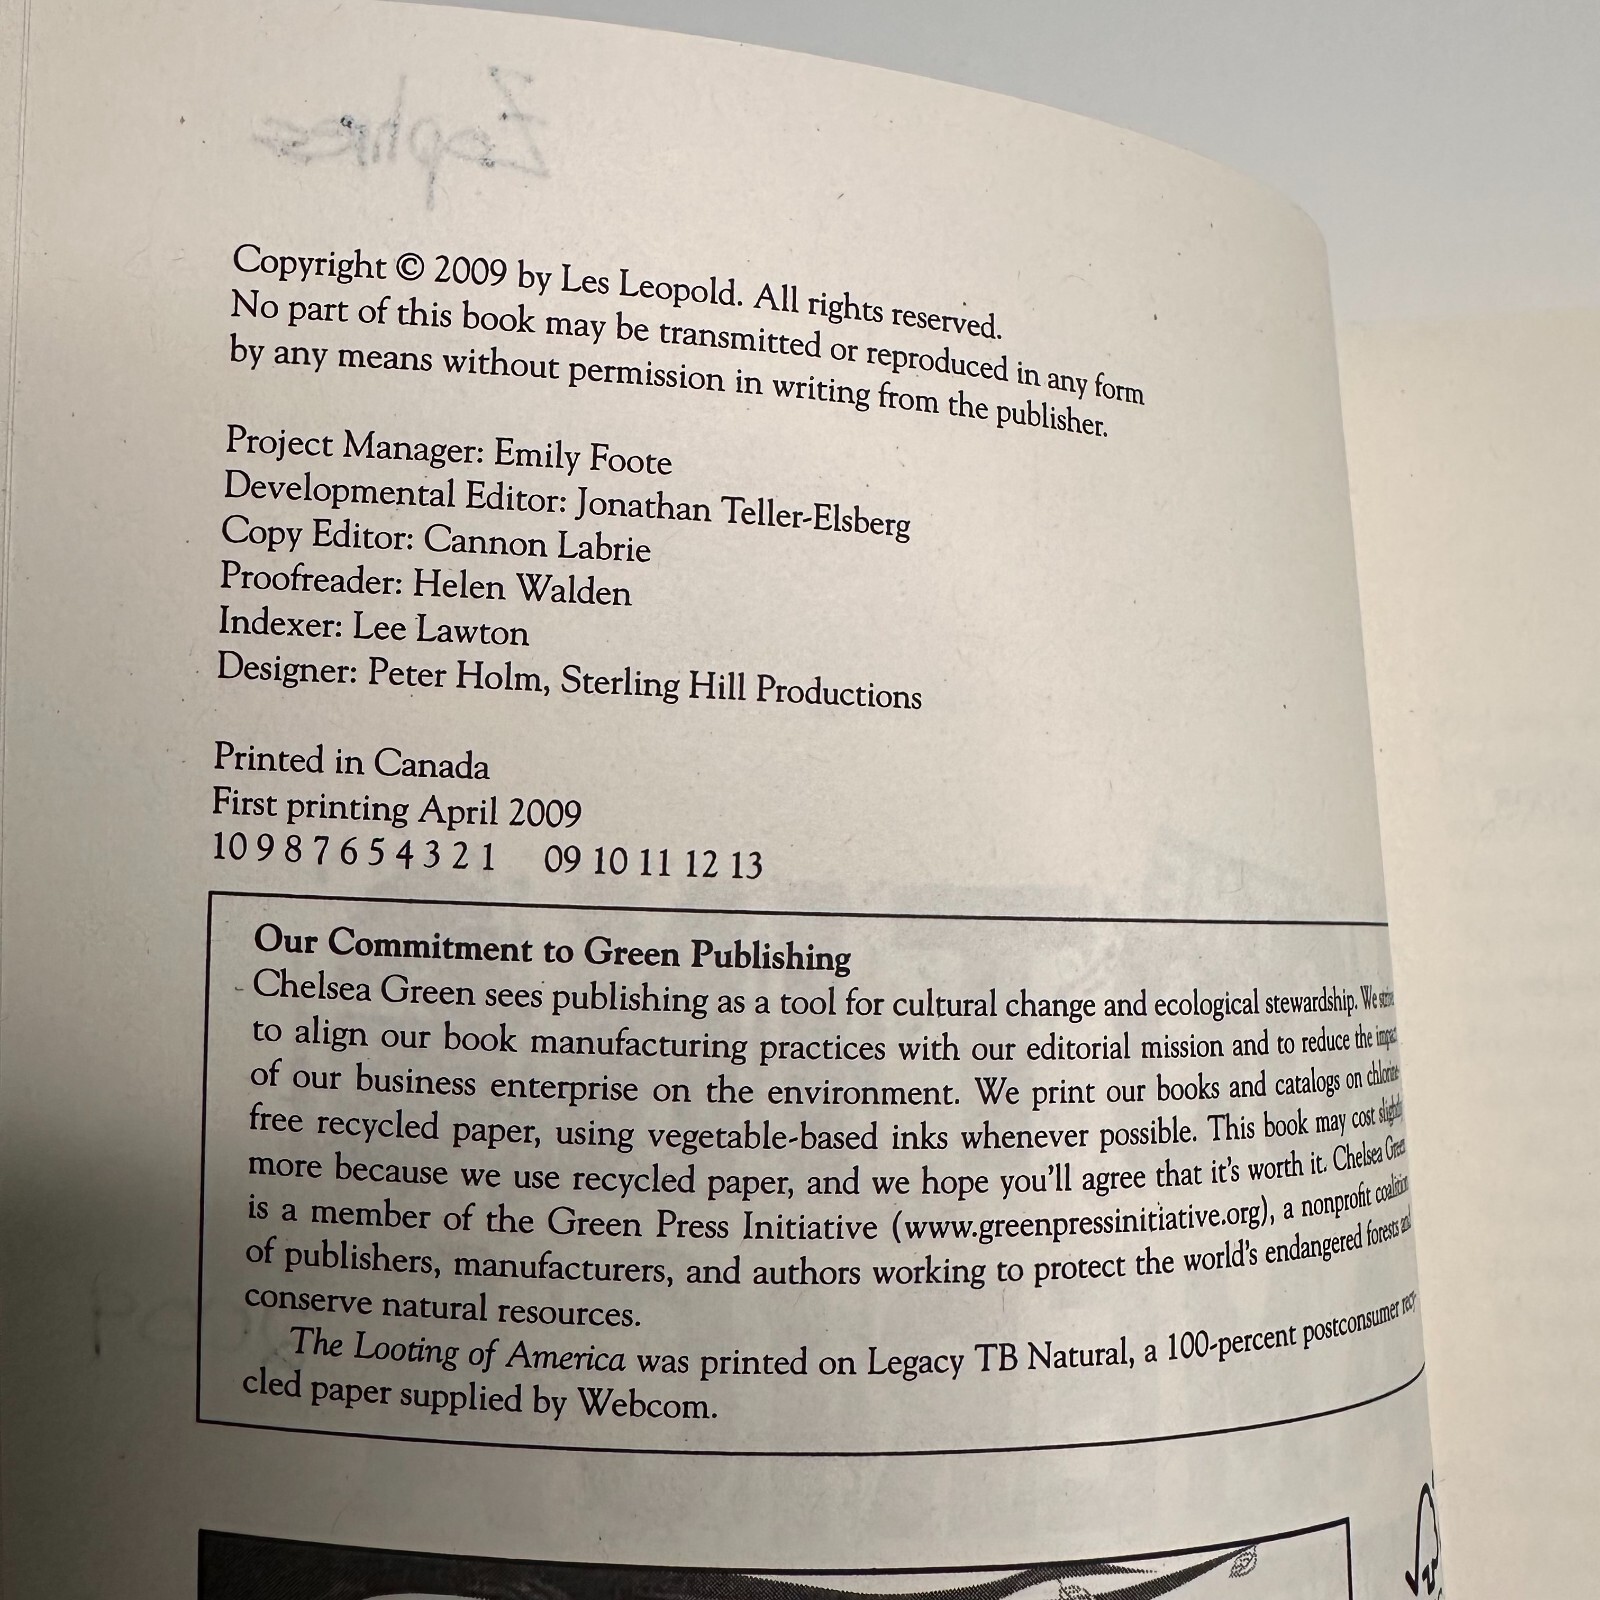 Copyright © 2009 by Les Leopold. All rights reserved.
No part of this book may be transmitted or reproduced in any form
by any means without permission in writing from the publisher.
Project Manager: Emily Foote
Developmental Editor: Jonathan Teller-Elsberg
Copy Editor: Cannon Labrie
Proofreader: Helen Walden
Indexer: Lee Lawton
Designer: Peter Holm, Sterling Hill Productions
Printed in Canada
First printing April 2009
10 9 8 7 6 5 4 3 2 1 09 10 11 12 13
Our Commitment to Green Publishing
Chelsea Green sees publishing as a tool for cultural change and ecological stewardship. We strive
to align our book manufacturing practices with our editorial mission and to reduce the impact
of our business enterprise on the environment. We print our books and catalogs on chlorine-
free recycled paper, using vegetable-based inks whenever possible. This book may cost slightly
more because we use recycled paper, and we hope you'll agree that it's worth it. Chelsea Green
is a member of the Green Press Initiative (www.greenpressinitiative.org), a nonprofit coalition
of publishers, manufacturers, and authors working to protect the world's endangered forests and
conserve natural resources.
The Looting of America was printed on Legacy TB Natural, a 100-percent postconsumer recy-
cled paper supplied by Webcom.